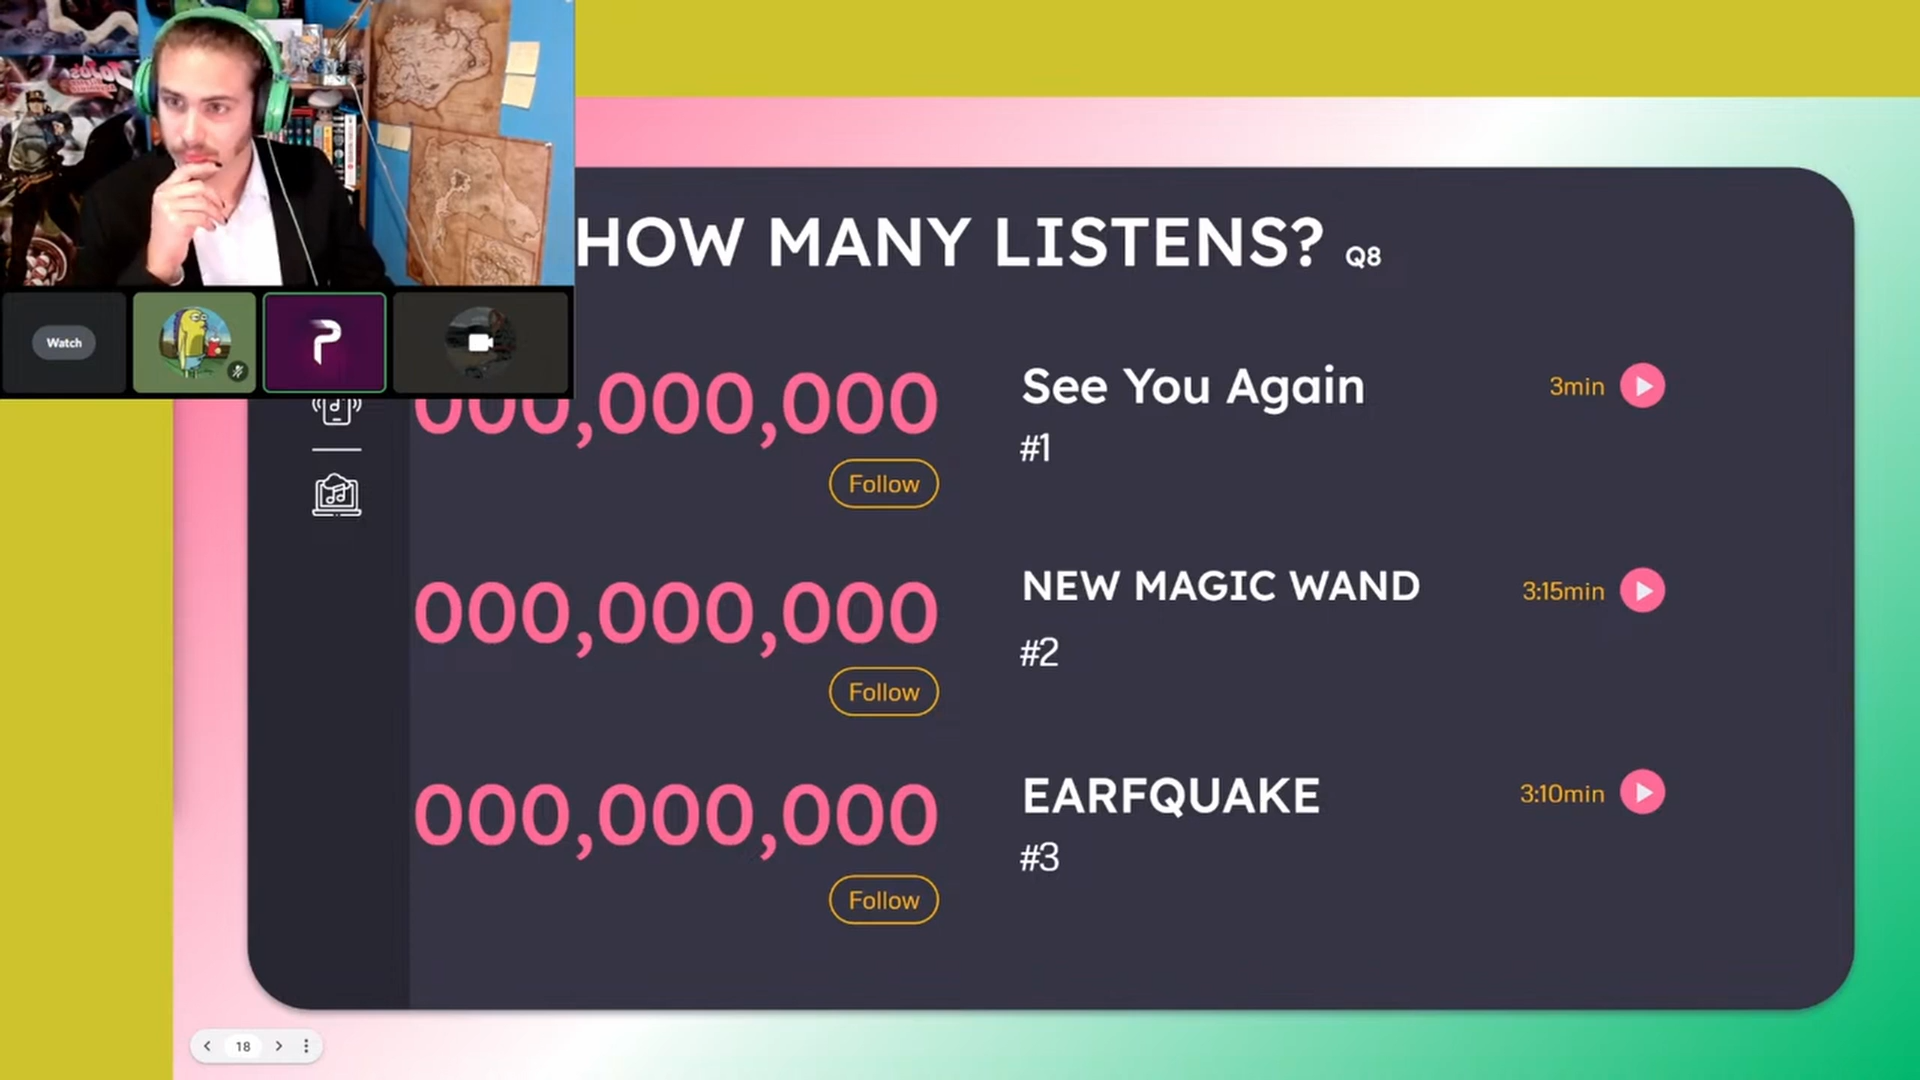 HOW MANY LISTENS? Q8
Watch
000,000,000
See You Again
3min
#1
Follow
000,000,000
NEW MAGIC WAND
3:15min
#2
Follow
000,000,000
EARFQUAKE
3:10min
#3
Follow
18